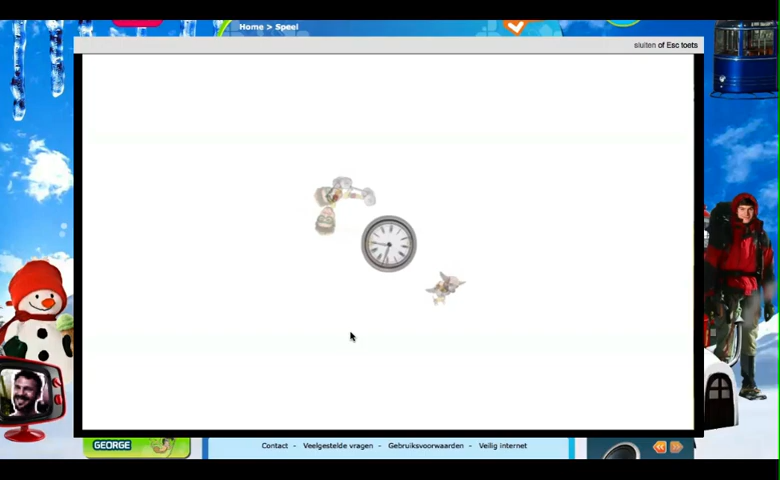 Home > Speel
sluiten of Esc toets
GEORGE
Contact - Veelgestelde vragen - Gebruiksvoorwaarden - Veilig internet